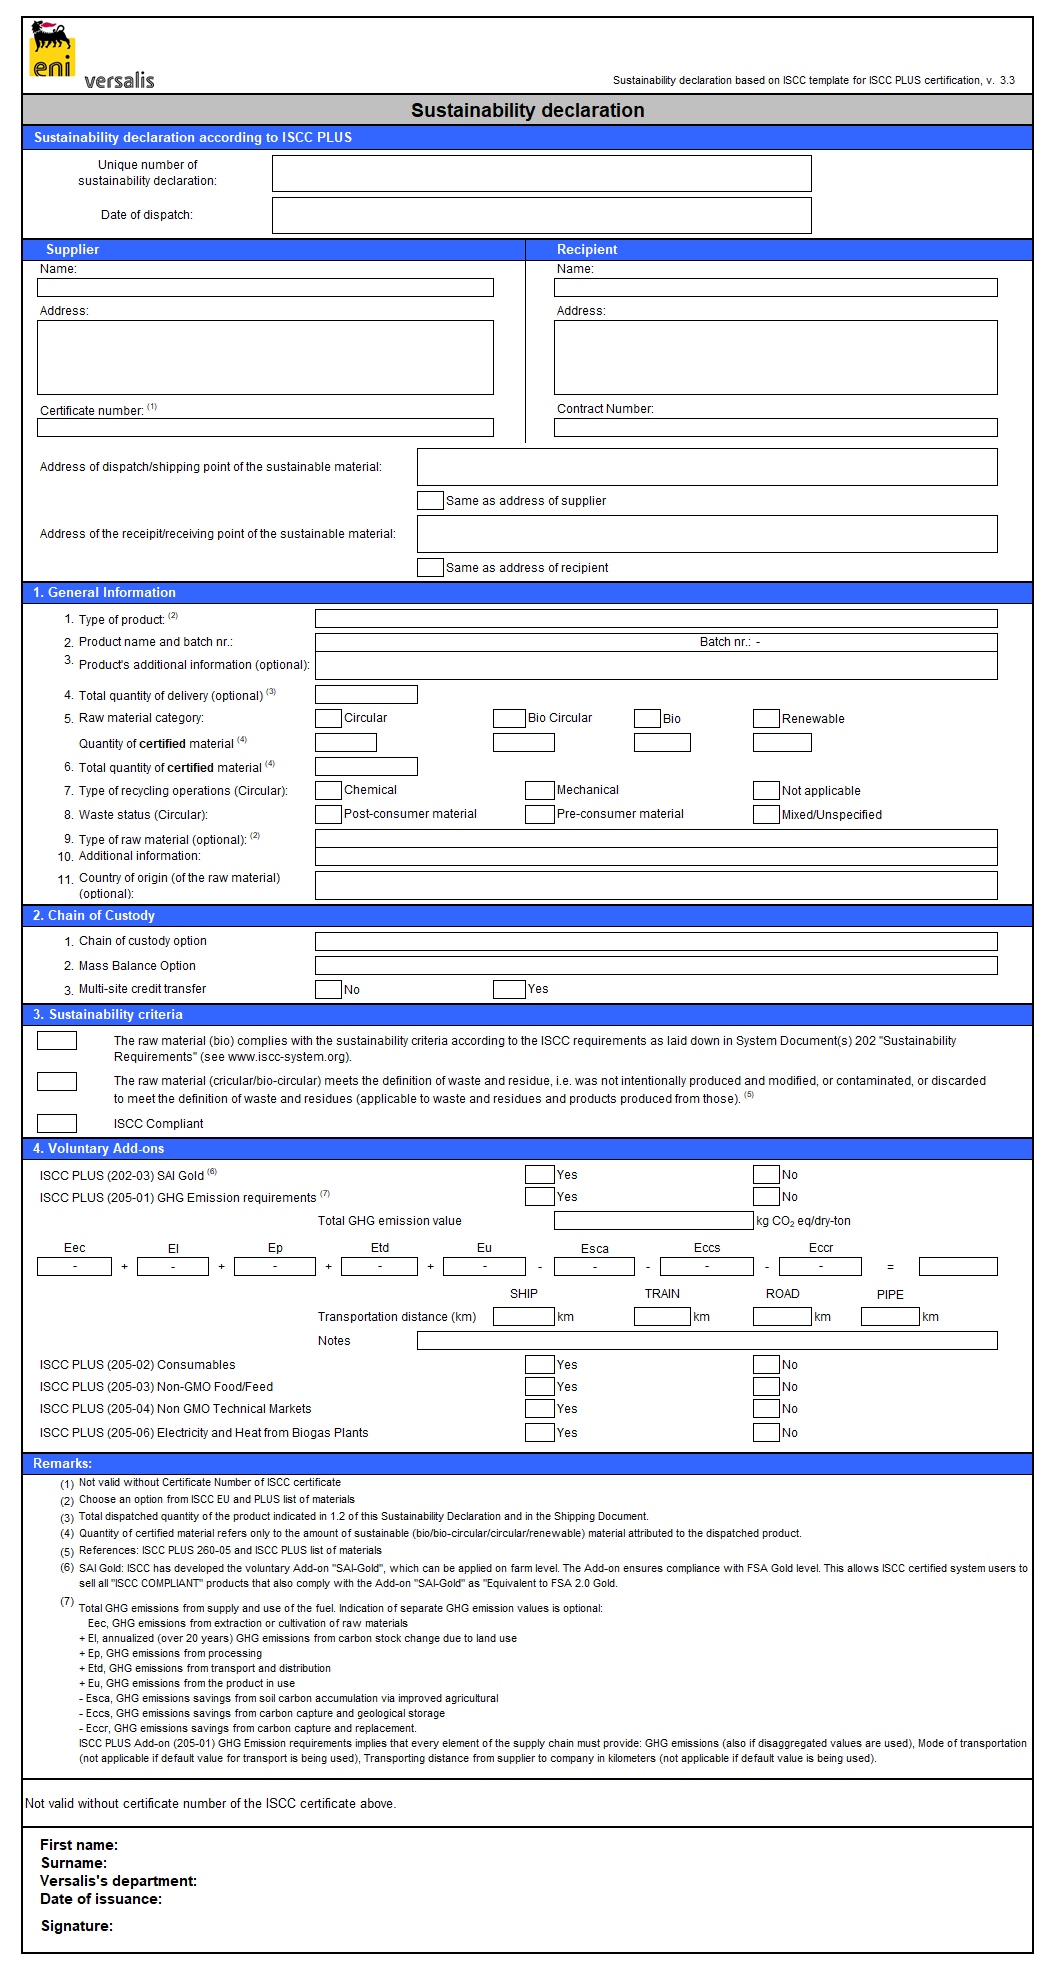 eni
versalis
Sustainability declaration based on ISCC template for ISCC PLUS certification, v. 3.3
Sustainability declaration
Sustainability declaration according to ISCC PLUS
Unique number of
sustainability declaration:
Date of dispatch:
Supplier Recipient
Name: Name:
Address: Address:
Certificate number: (1) Contract Number:
Address of dispatch/shipping point of the sustainable material:
Same as address of supplier
Address of the receipit/receiving point of the sustainable material:
Same as address of recipient
1. General Information
1. Type of product: (2)
2. Product name and batch nr.: Batch nr.: -
3. Product's additional information (optional):
4. Total quantity of delivery (optional) (3)
5. Raw material category: Circular Bio Circular Bio Renewable
Quantity of certified material (4)
6. Total quantity of certified material (4)
7. Type of recycling operations (Circular): Chemical Mechanical Not applicable
8. Waste status (Circular): Post-consumer material Pre-consumer material Mixed/Unspecified
9. Type of raw material (optional): (2)
10. Additional information:
11. Country of origin (of the raw material)
(optional):
2. Chain of Custody
1. Chain of custody option
2. Mass Balance Option
3. Multi-site credit transfer No Yes
3. Sustainability criteria
The raw material (bio) complies with the sustainability criteria according to the ISCC requirements as laid down in System Document(s) 202 "Sustainability
Requirements" (see www.iscc-system.org).
The raw material (cricular/bio-circular) meets the definition of waste and residue, i.e. was not intentionally produced and modified, or contaminated, or discarded
to meet the definition of waste and residues (applicable to waste and residues and products produced from those). (5)
ISCC Compliant
4. Voluntary Add-ons
ISCC PLUS (202-03) SAI Gold (6) Yes No
ISCC PLUS (205-01) GHG Emission requirements (7) Yes No
Total GHG emission value kg CO2 eq/dry-ton
Eec El Ep Etd Eu Esca Eccs Eccr
- + - + - + - + - - - - - - - =
SHIP TRAIN ROAD PIPE
Transportation distance (km) km km km km
Notes
ISCC PLUS (205-02) Consumables Yes No
ISCC PLUS (205-03) Non-GMO Food/Feed Yes No
ISCC PLUS (205-04) Non GMO Technical Markets Yes No
ISCC PLUS (205-06) Electricity and Heat from Biogas Plants Yes No
Remarks:
(1) Not valid without Certificate Number of ISCC certificate
(2) Choose an option from ISCC EU and PLUS list of materials
(3) Total dispatched quantity of the product indicated in 1.2 of this Sustainability Declaration and in the Shipping Document.
(4) Quantity of certified material refers only to the amount of sustainable (bio/bio-circular/circular/renewable) material attributed to the dispatched product.
(5) References: ISCC PLUS 260-05 and ISCC PLUS list of materials
(6) SAI Gold: ISCC has developed the voluntary Add-on "SAI-Gold", which can be applied on farm level. The Add-on ensures compliance with FSA Gold level. This allows ISCC certified system users to
sell all "ISCC COMPLIANT" products that also comply with the Add-on "SAI-Gold" as "Equivalent to FSA 2.0 Gold.
(7) Total GHG emissions from supply and use of the fuel. Indication of separate GHG emission values is optional:
Eec, GHG emissions from extraction or cultivation of raw materials
+ El, annualized (over 20 years) GHG emissions from carbon stock change due to land use
+ Ep, GHG emissions from processing
+ Etd, GHG emissions from transport and distribution
+ Eu, GHG emissions from the product in use
- Esca, GHG emissions savings from soil carbon accumulation via improved agricultural
- Eccs, GHG emissions savings from carbon capture and geological storage
- Eccr, GHG emissions savings from carbon capture and replacement.
ISCC PLUS Add-on (205-01) GHG Emission requirements implies that every element of the supply chain must provide: GHG emissions (also if disaggregated values are used), Mode of transportation
(not applicable if default value for transport is being used), Transporting distance from supplier to company in kilometers (not applicable if default value is being used).
Not valid without certificate number of the ISCC certificate above.
First name:
Surname:
Versalis's department:
Date of issuance:
Signature: